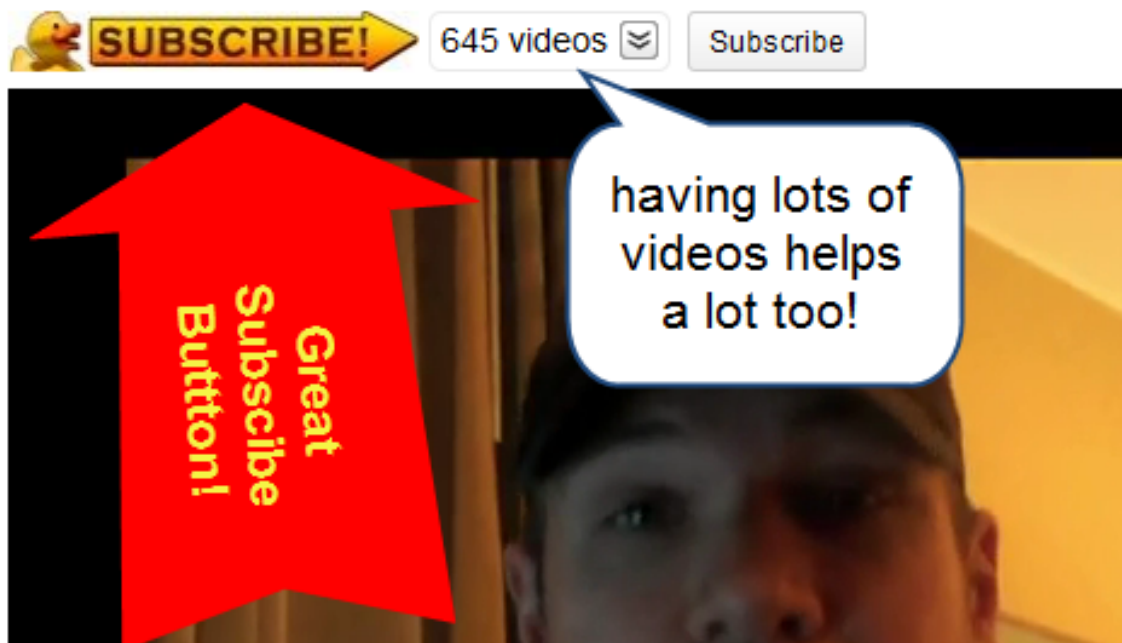 SUBSCRIBE! 645 videos Subscribe
having lots of
videos helps
a lot too!
Great
Subscibe
Buttton!